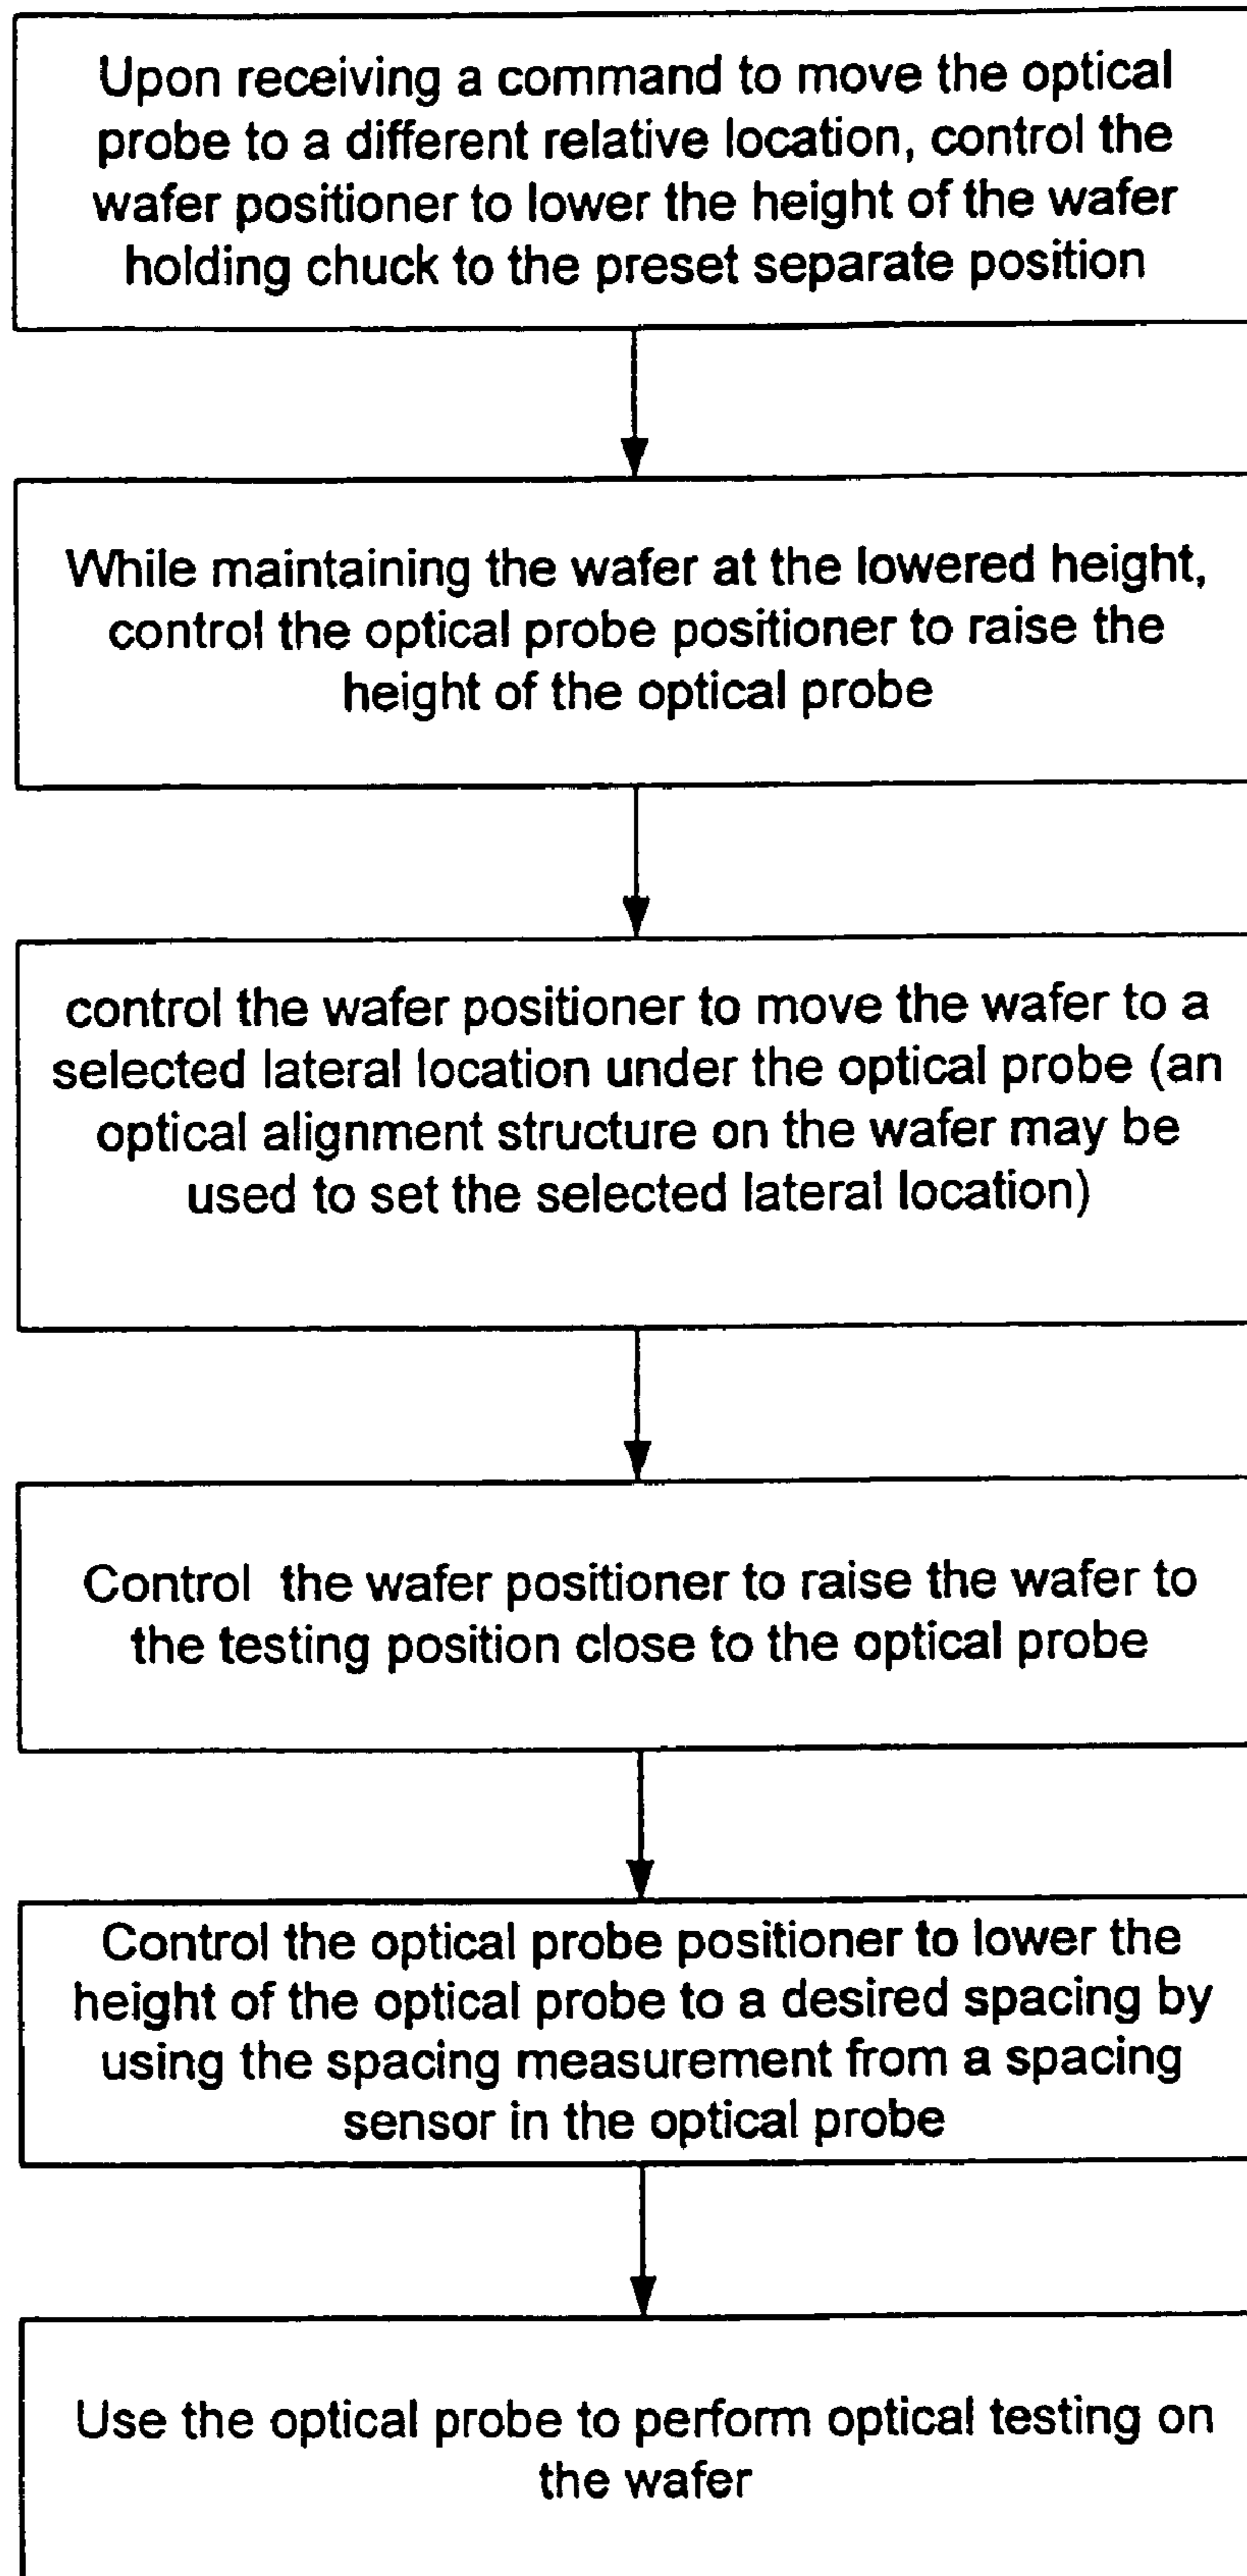 Upon receiving a command to move the optical
probe to a different relative location, control the
wafer positioner to lower the height of the wafer
holding chuck to the preset separate position
While maintaining the wafer at the lowered height,
control the optical probe positioner to raise the
height of the optical probe
control the wafer positioner to move the wafer to a
selected lateral location under the optical probe (an
optical alignment structure on the wafer may be
used to set the selected lateral location)
Control the wafer positioner to raise the wafer to
the testing position close to the optical probe
Control the optical probe positioner to lower the
height of the optical probe to a desired spacing by
using the spacing measurement from a spacing
sensor in the optical probe
Use the optical probe to perform optical testing on
the wafer